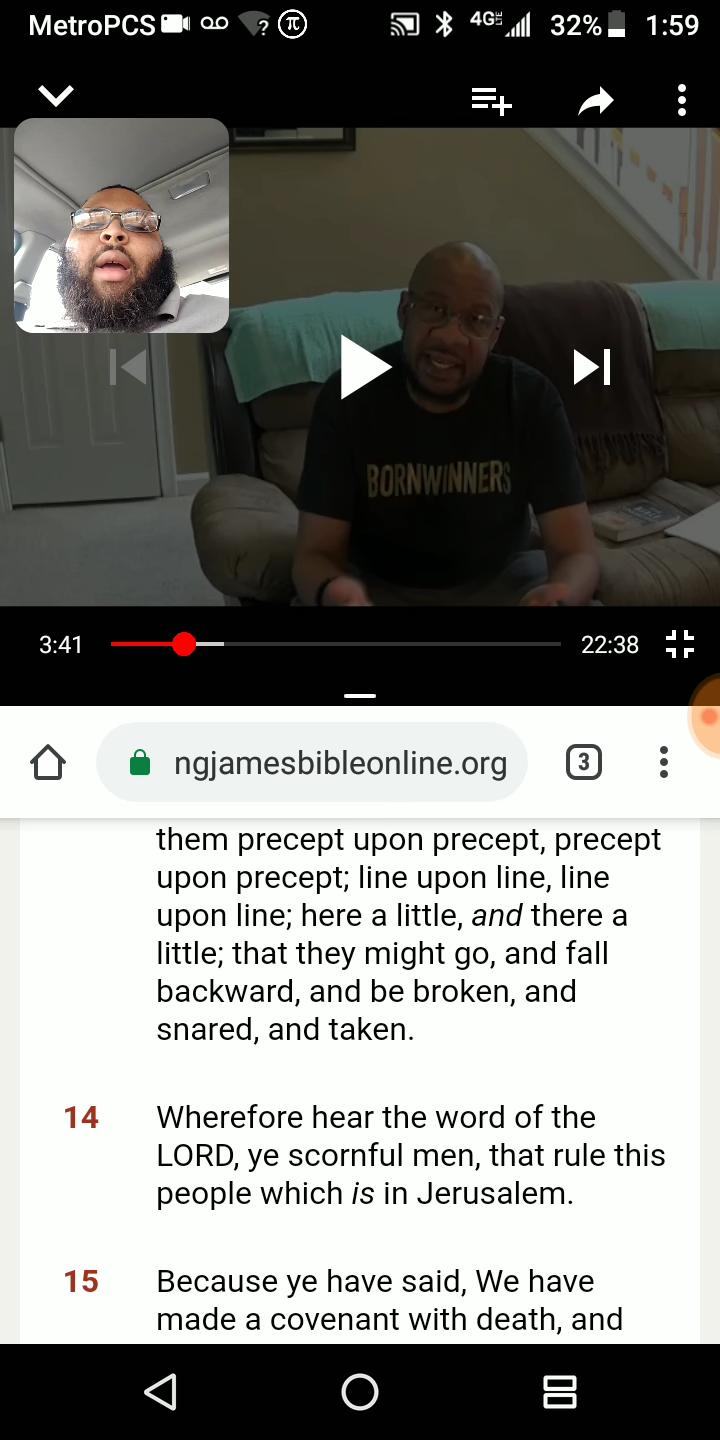 MetroPCS 4G LTE 32% 1:59
BORNWINNERS
3:41 22:38
ngjamesbibleonline.org 3
them precept upon precept, precept
upon precept; line upon line, line
upon line; here a little, and there a
little; that they might go, and fall
backward, and be broken, and
snared, and taken.
14 Wherefore hear the word of the
LORD, ye scornful men, that rule this
people which is in Jerusalem.
15 Because ye have said, We have
made a covenant with death, and